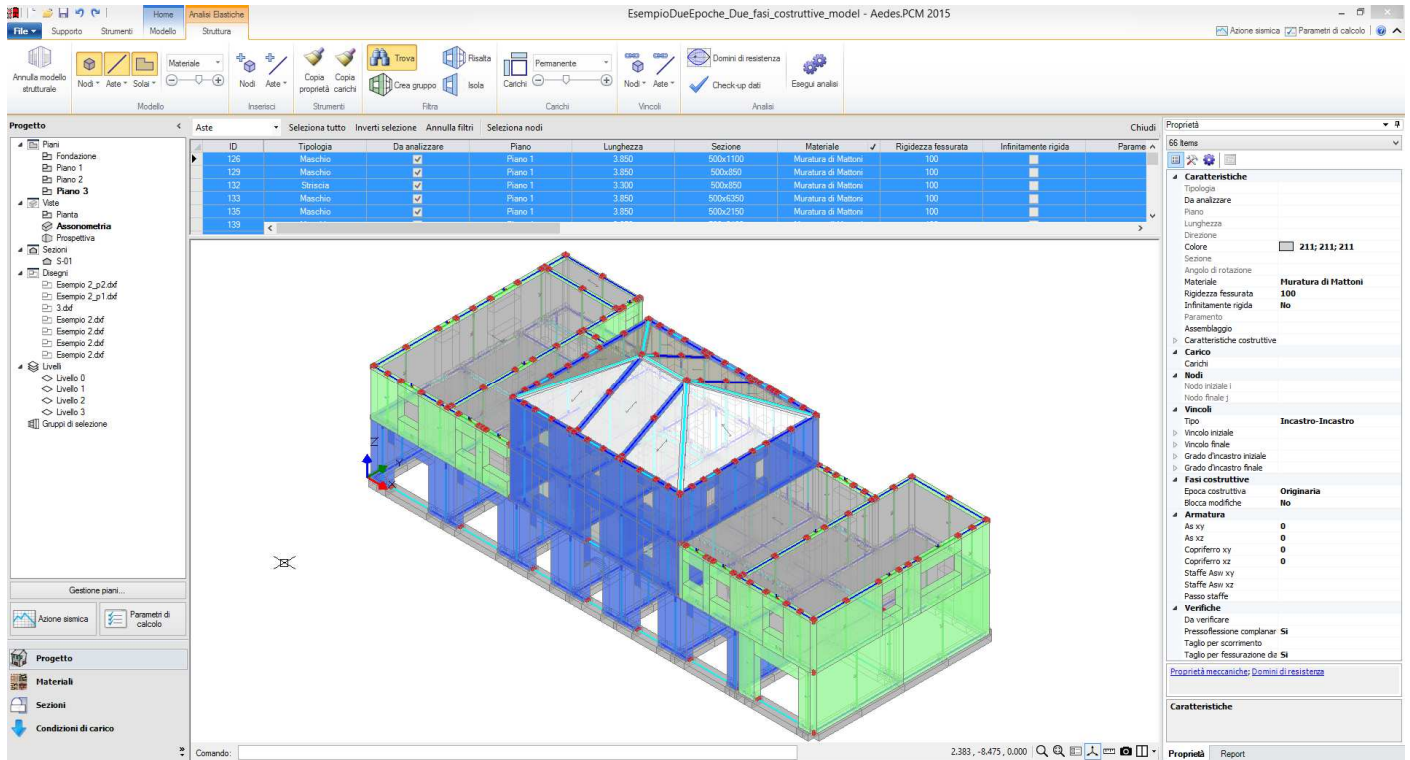 EsempioDueEpoche_Due_fasi_costruttive_model - Aedes.PCM 2015
Home
Analisi Elastiche
File
Supporto
Strumenti
Modello
Struttura
Azione sismica
Parametri di calcolo
Annulla modello
strutturale
Nodi
Aste
Solai
Materiale
Modello
Nodi
Aste
Inserisci
Copia
proprietà
Copia
carichi
Strumenti
Trova
Crea gruppo
Risalta
Isola
Filtra
Carichi
Permanente
Carichi
Nodi
Aste
Vincoli
Domini di resistenza
Check-up dati
Esegui analisi
Analisi
Progetto
Piani
Fondazione
Piano 1
Piano 2
Piano 3
Viste
Pianta
Assonometria
Prospettiva
Sezioni
S-01
Disegni
Esempio 2_p2.dxf
Esempio 2_p1.dxf
3.dxf
Esempio 2.dxf
Esempio 2.dxf
Esempio 2.dxf
Esempio 2.dxf
Livelli
Livello 0
Livello 1
Livello 2
Livello 3
Gruppi di selezione
Gestione piani...
Azione sismica
Parametri di
calcolo
Progetto
Materiali
Sezioni
Condizioni di carico
Aste Seleziona tutto Inverti selezione Annulla filtri Seleziona nodi Chiudi
ID Tipologia Da analizzare Piano Lunghezza Sezione Materiale Rigidezza fessurata Infinitamente rigida Parame
126 Maschio Piano 1 3.850 500x1100 Muratura di Mattoni 100
129 Maschio Piano 1 3.850 500x850 Muratura di Mattoni 100
132 Striscia Piano 1 3.300 500x850 Muratura di Mattoni 100
133 Maschio Piano 1 3.850 500x6350 Muratura di Mattoni 100
135 Maschio Piano 1 3.850 500x2150 Muratura di Mattoni 100
139
Z
Y
X
Comando:
2.383 , -8.475 , 0.000
Proprietà
66 Items
Caratteristiche
Tipologia
Da analizzare
Piano
Lunghezza
Direzione
Colore 211; 211; 211
Sezione
Angolo di rotazione
Materiale Muratura di Mattoni
Rigidezza fessurata 100
Infinitamente rigida No
Paramento
Assemblaggio
Caratteristiche costruttive
Carico
Carichi
Nodi
Nodo iniziale i
Nodo finale j
Vincoli
Tipo Incastro-Incastro
Vincolo iniziale
Vincolo finale
Grado d'incastro iniziale
Grado d'incastro finale
Fasi costruttive
Epoca costruttiva Originaria
Blocca modifiche No
Armatura
As xy 0
As xz 0
Copriferro xy 0
Copriferro xz 0
Staffe Asw xy
Staffe Asw xz
Passo staffe
Verifiche
Da verificare
Pressoflessione complanar Sì
Taglio per scorrimento
Taglio per fessurazione dia Sì
Proprietà meccaniche; Domini di resistenza
Caratteristiche
Proprietà Report